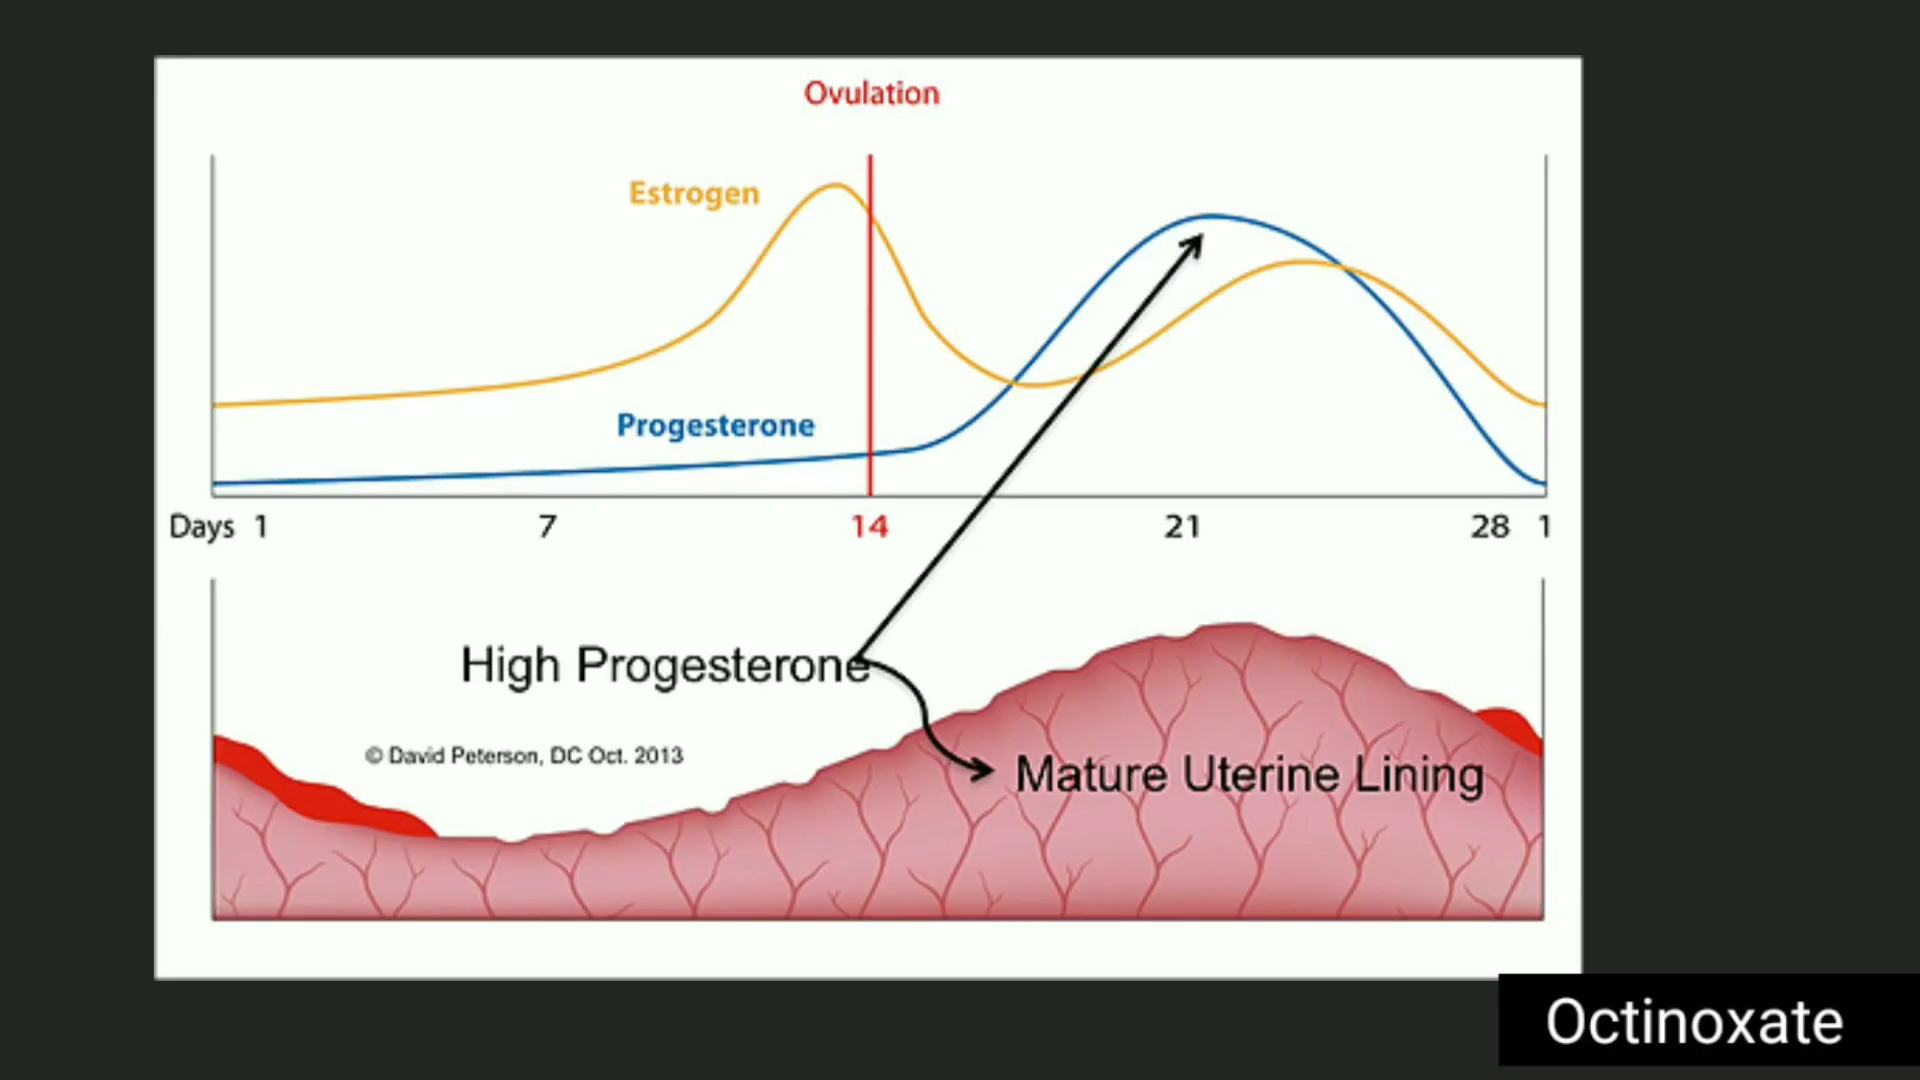 Ovulation
Estrogen
Progesterone
Days 1 7 14 21 28 1
High Progesterone
© David Peterson, DC Oct. 2013
Mature Uterine Lining
Octinoxate